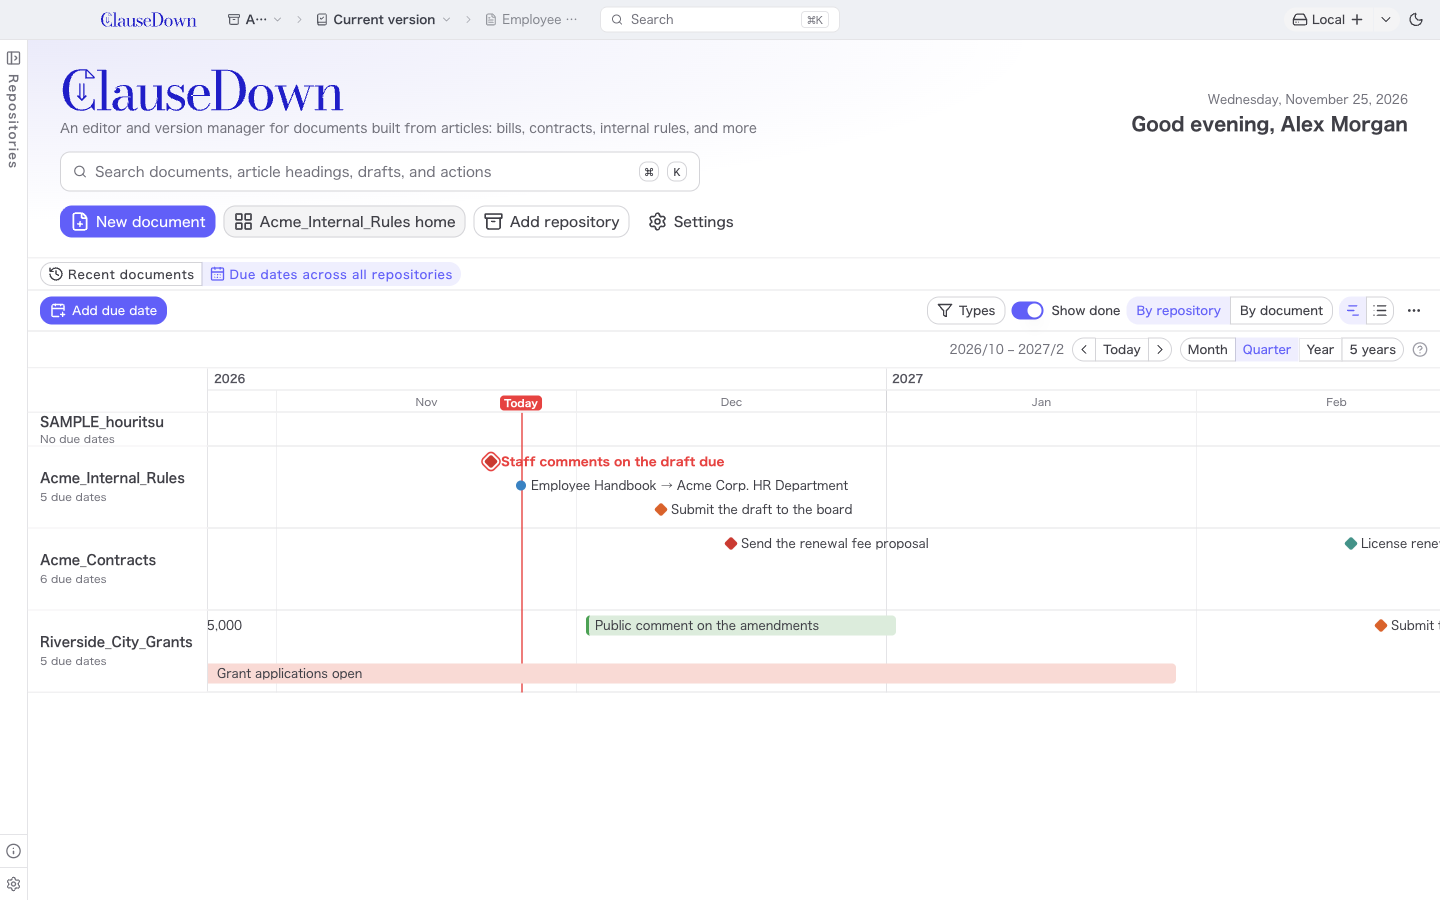 ClauseDown
A···
Current version
Employee ···
Search
⌘K
Local
Repositories
ClauseDown
An editor and version manager for documents built from articles: bills, contracts, internal rules, and more
Wednesday, November 25, 2026
Good evening, Alex Morgan
Search documents, article headings, drafts, and actions
⌘ K
New document
Acme_Internal_Rules home
Add repository
Settings
Recent documents
Due dates across all repositories
Add due date
Types
Show done
By repository
By document
2026/10 – 2027/2
Today
Month
Quarter
Year
5 years
2026
2027
Nov
Today
Dec
Jan
Feb
SAMPLE_houritsu
No due dates
Acme_Internal_Rules
5 due dates
Staff comments on the draft due
Employee Handbook → Acme Corp. HR Department
Submit the draft to the board
Acme_Contracts
6 due dates
Send the renewal fee proposal
License rene
Riverside_City_Grants
5 due dates
5,000
Public comment on the amendments
Submit t
Grant applications open